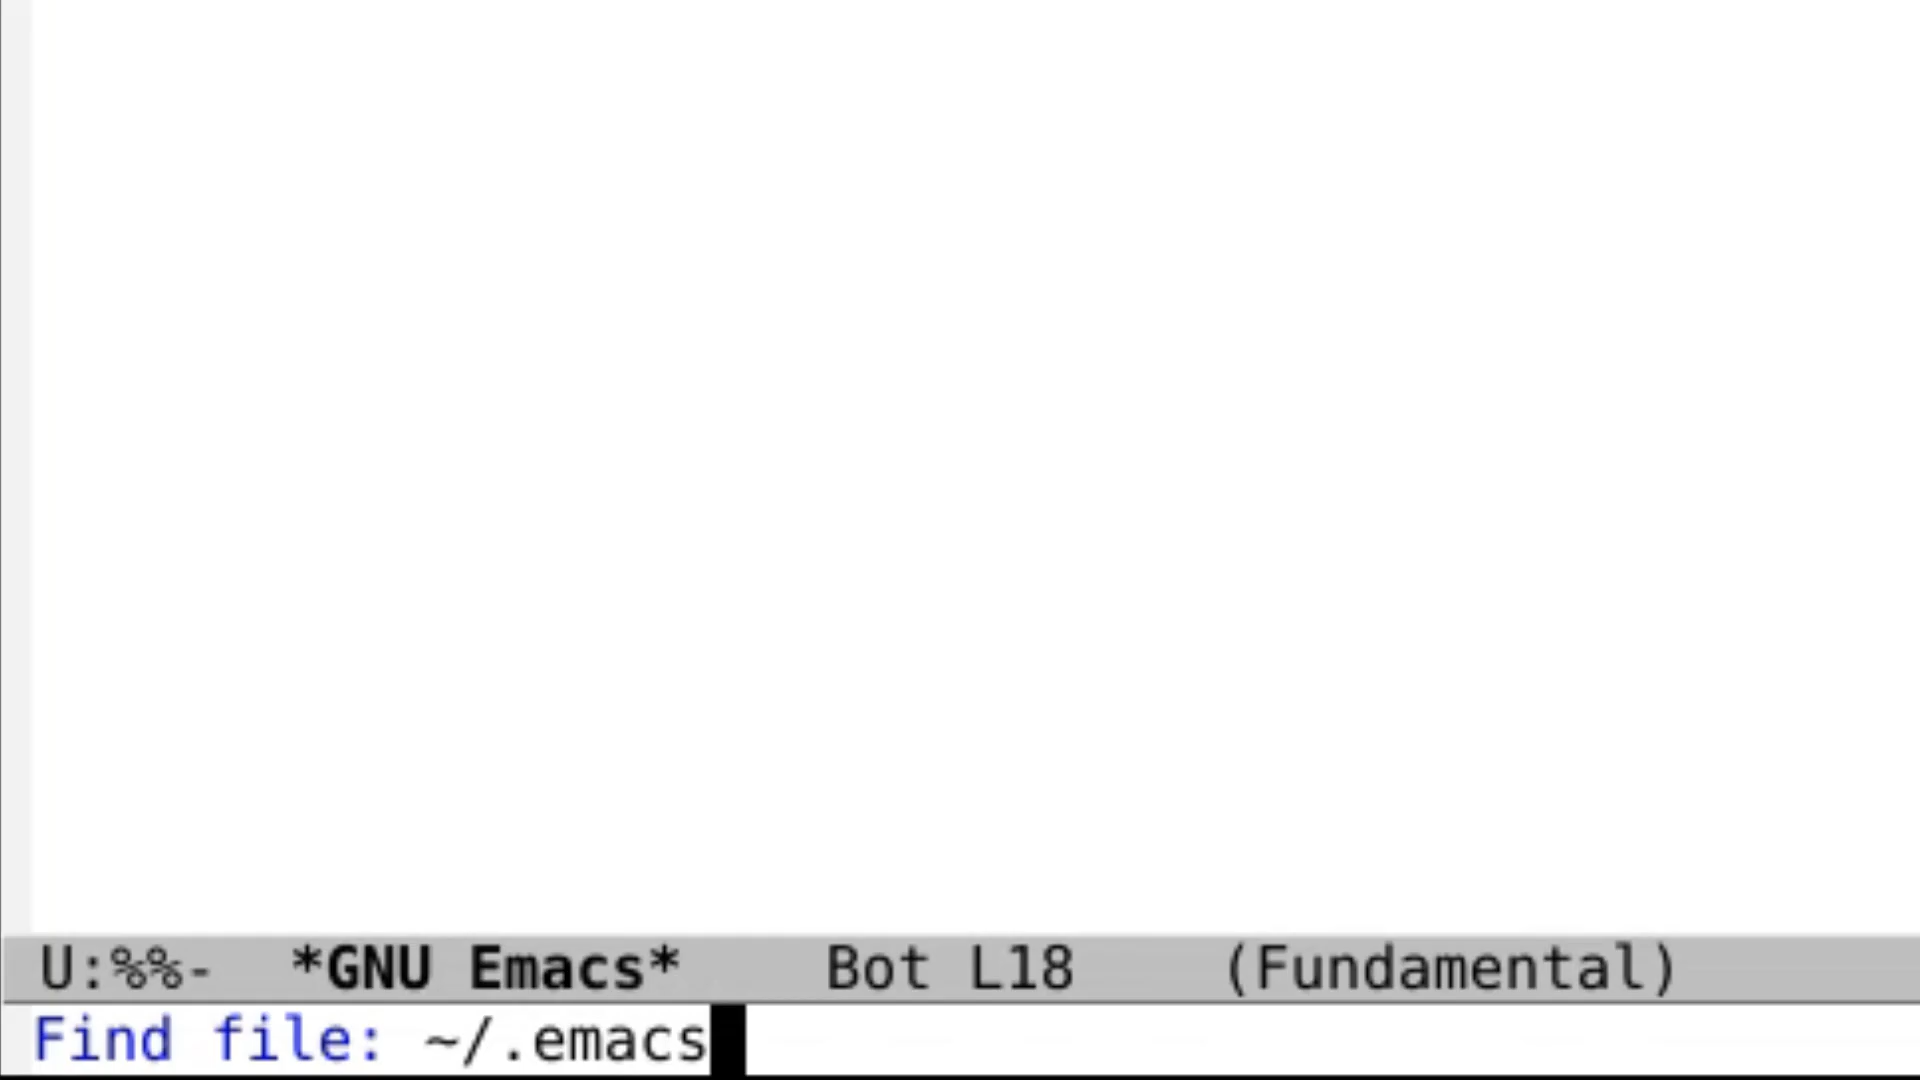 U:%%-  *GNU Emacs*    Bot L18    (Fundamental)
Find file: ~/.emacs